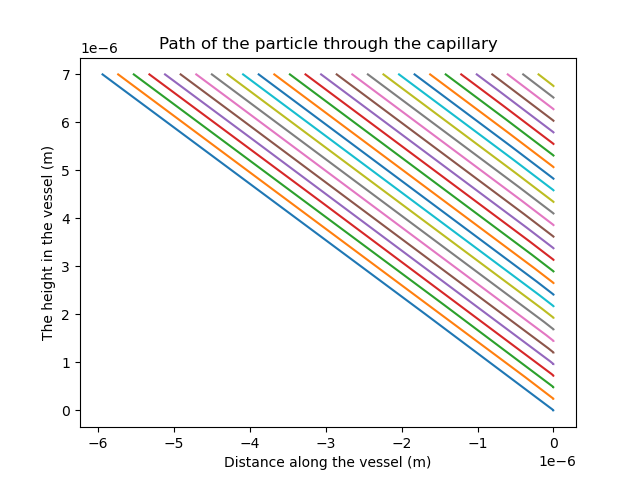 Path of the particle through the capillary
1e−6
7
6
5
4
3
2
1
0
The height in the vessel (m)
−6 −5 −4 −3 −2 −1 0
Distance along the vessel (m)
1e−6